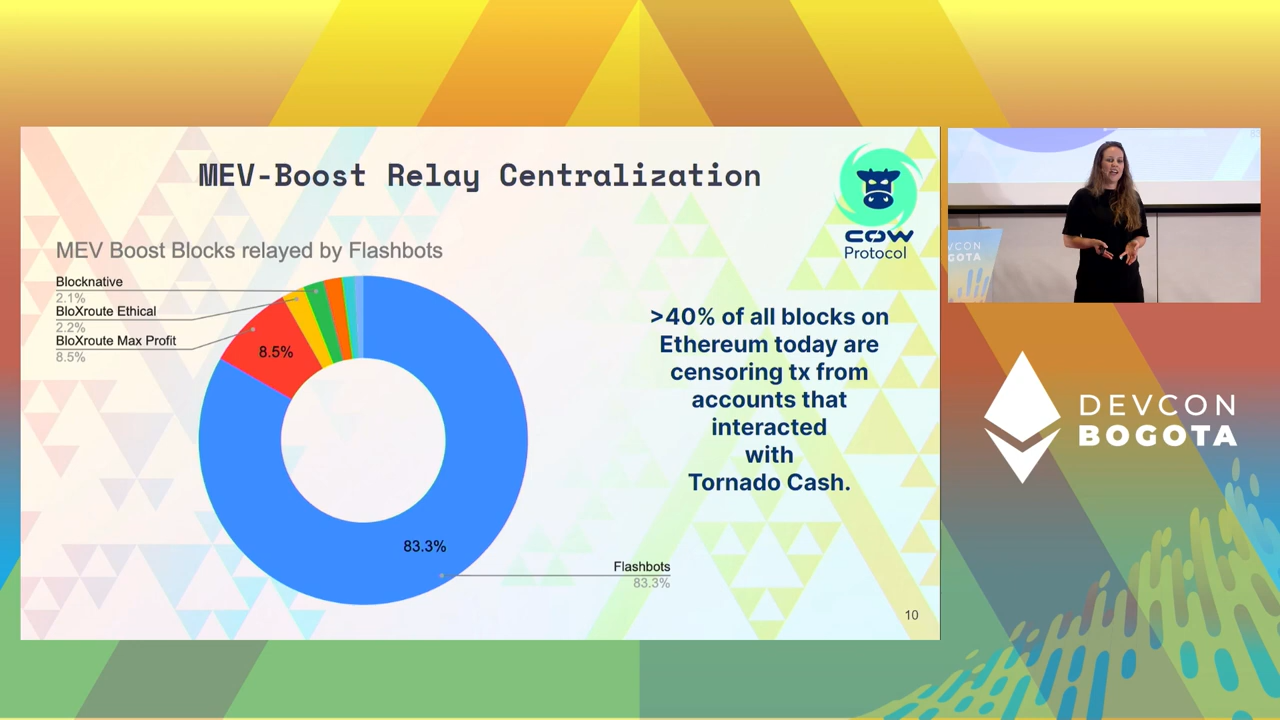 MEV-Boost Relay Centralization
COW
Protocol
MEV Boost Blocks relayed by Flashbots
Blocknative
2.1%
BloXroute Ethical
2.2%
BloXroute Max Profit
8.5%
8.5%
83.3%
Flashbots
83.3%
>40% of all blocks on
Ethereum today are
censoring tx from
accounts that
interacted
with
Tornado Cash.
10
VCON
GOTA
DEVCON
BOGOTA